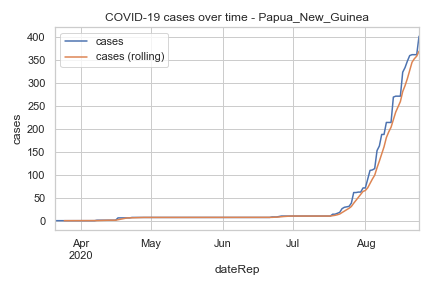 COVID-19 cases over time - Papua_New_Guinea
cases
cases (rolling)
400
350
300
250
200
150
100
50
0
cases
Apr May Jun Jul Aug
2020
dateRep